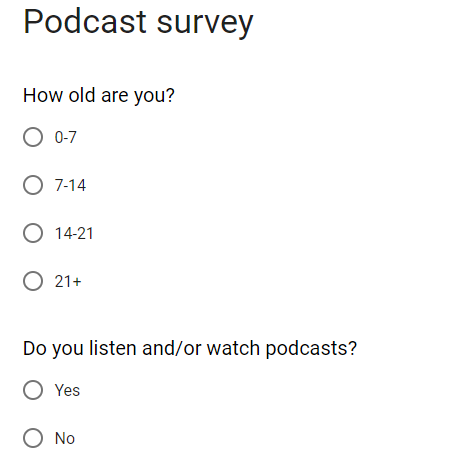 Podcast survey
How old are you?
0-7
7-14
14-21
21+
Do you listen and/or watch podcasts?
Yes
No